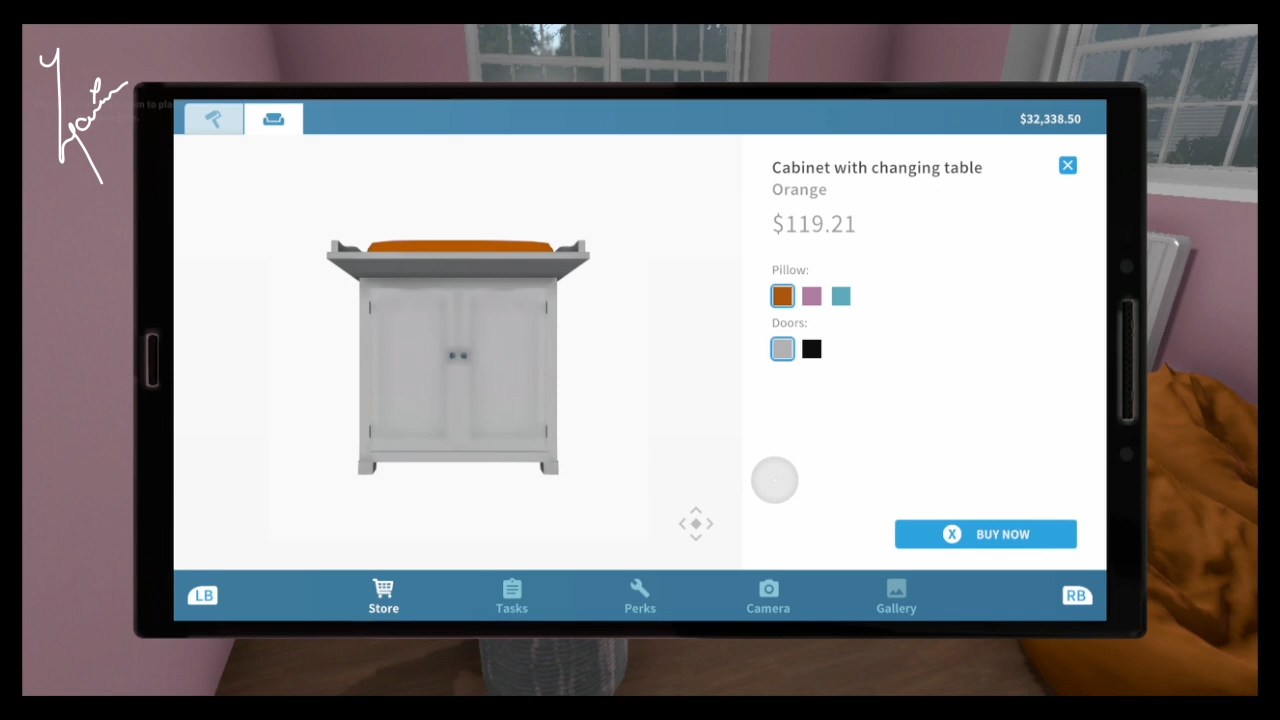 $32,338.50
Cabinet with changing table
Orange
$119.21
Pillow:
Doors:
X BUY NOW
LB
Store
Tasks
Perks
Camera
Gallery
RB